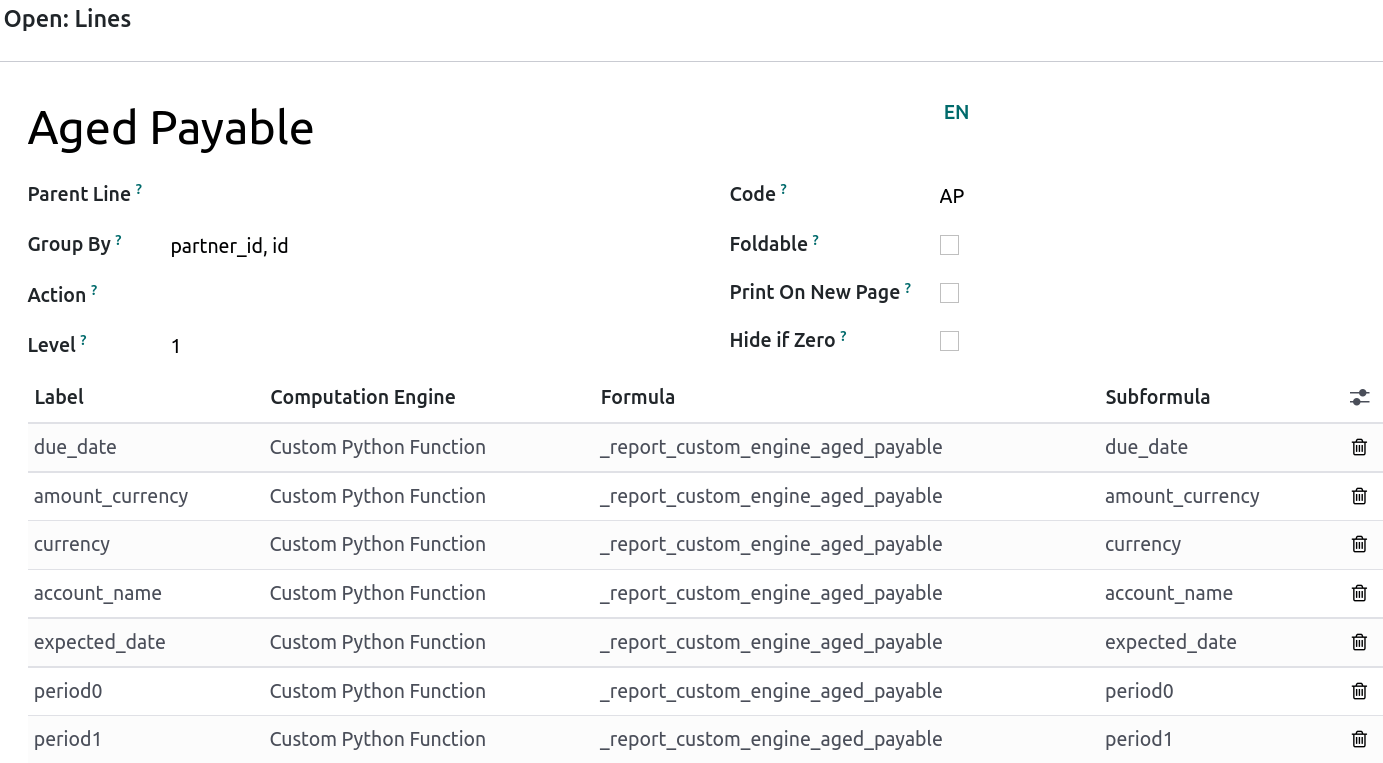 Open: Lines
Aged Payable EN
Parent Line ? Code ? AP
Group By ? partner_id, id Foldable ?
Action ? Print On New Page ?
Level ? 1 Hide if Zero ?
Label Computation Engine Formula Subformula
due_date Custom Python Function _report_custom_engine_aged_payable due_date
amount_currency Custom Python Function _report_custom_engine_aged_payable amount_currency
currency Custom Python Function _report_custom_engine_aged_payable currency
account_name Custom Python Function _report_custom_engine_aged_payable account_name
expected_date Custom Python Function _report_custom_engine_aged_payable expected_date
period0 Custom Python Function _report_custom_engine_aged_payable period0
period1 Custom Python Function _report_custom_engine_aged_payable period1